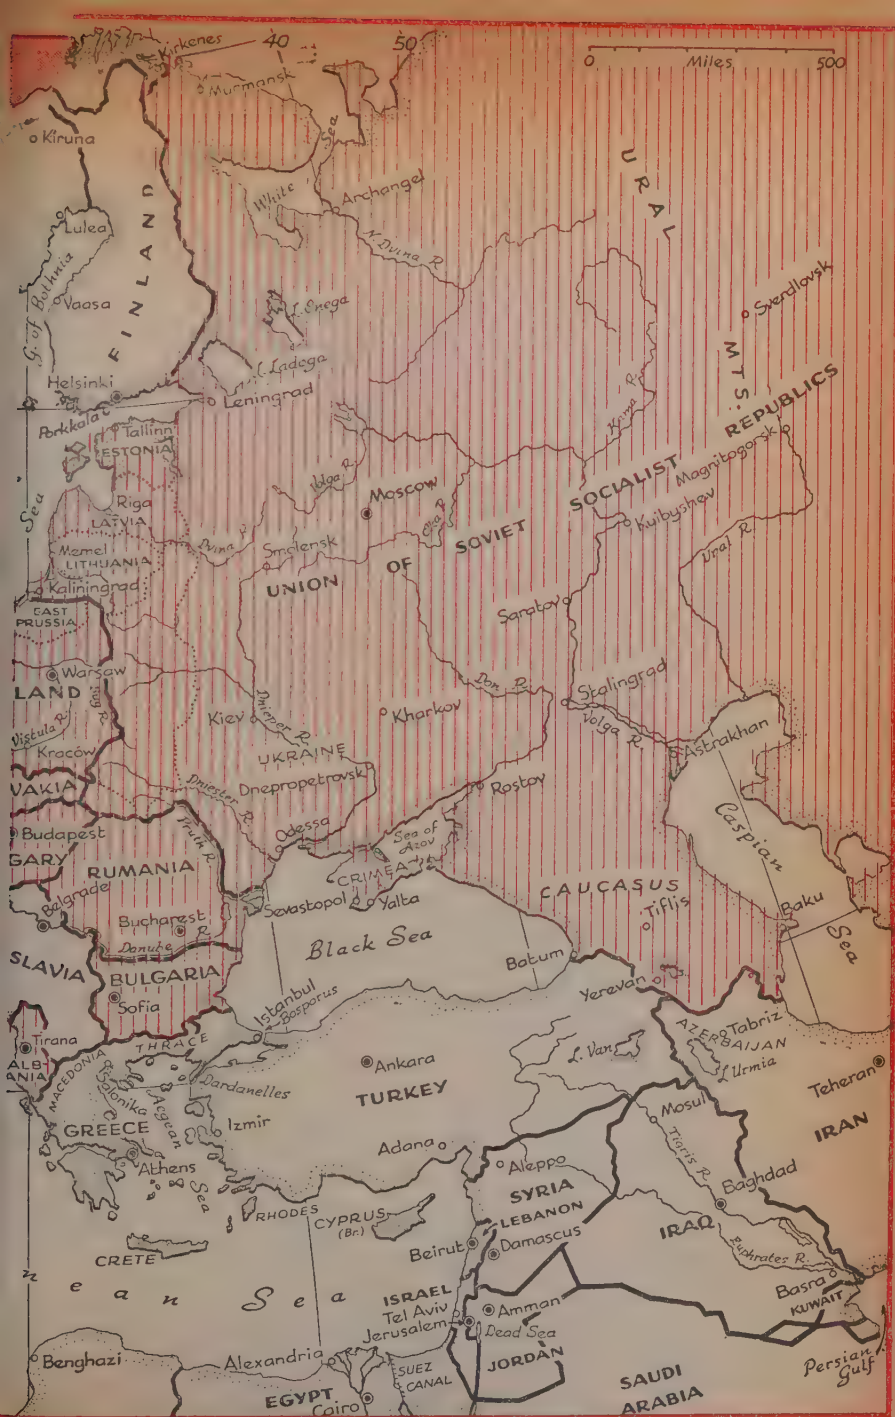 Kirkenes
40
50
0
Miles
500
Murmansk
Kiruna
Sea
URAL
White
Archangel
FINLAND
Lulea
N. Dvina R.
G. of Bothnia
Vaasa
L. Onega
Sverdlovsk
L. Ladoga
MTS.
Helsinki
Leningrad
Kama R.
Porkkala
Tallinn
ESTONIA
REPUBLICS
Magnitogorsk
Volga R.
Moscow
SOCIALIST
Sea
Riga
LATVIA
Oka R.
Kuibyshev
Dvina R.
SOVIET
Ural R.
Memel
LITHUANIA
Smolensk
OF
UNION
Kaliningrad
EAST
PRUSSIA
Saratov
Warsaw
LAND
Bug R.
Don R.
Stalingrad
Vistula R.
Kiev
Dnieper R.
Kharkov
Volga R.
Astrakhan
Kraców
UKRAINE
VAKIA
Dniester R.
Dnepropetrovsk
Rostov
Caspian
Budapest
Pruth R.
Odessa
Sea of
Azov
GARY
RUMANIA
CRIMEA
CAUCASUS
Belgrade
Sevastopol
Yalta
Tiflis
Baku
Bucharest
Sea
Danube R.
Black Sea
Batum
SLAVIA
BULGARIA
Yerevan
Sofia
Istanbul
Bosporus
AZERBAIJAN
Tabriz
Tirana
THRACE
Ankara
L. Van
L. Urmia
ALB-
ANIA
MACEDONIA
Salonika
Dardanelles
TURKEY
Teheran
Aegean
Sea
Mosul
GREECE
Izmir
IRAN
Adana
Tigris R.
Athens
Aleppo
Baghdad
SYRIA
RHODES
CYPRUS
(Br.)
LEBANON
IRAQ
CRETE
Beirut
Damascus
Euphrates R.
n e a n S e a
ISRAEL
Basra
KUWAIT
Tel Aviv
Amman
Jerusalem
Dead Sea
Benghazi
Alexandria
SUEZ
CANAL
JORDAN
Persian
Gulf
SAUDI
ARABIA
EGYPT
Cairo